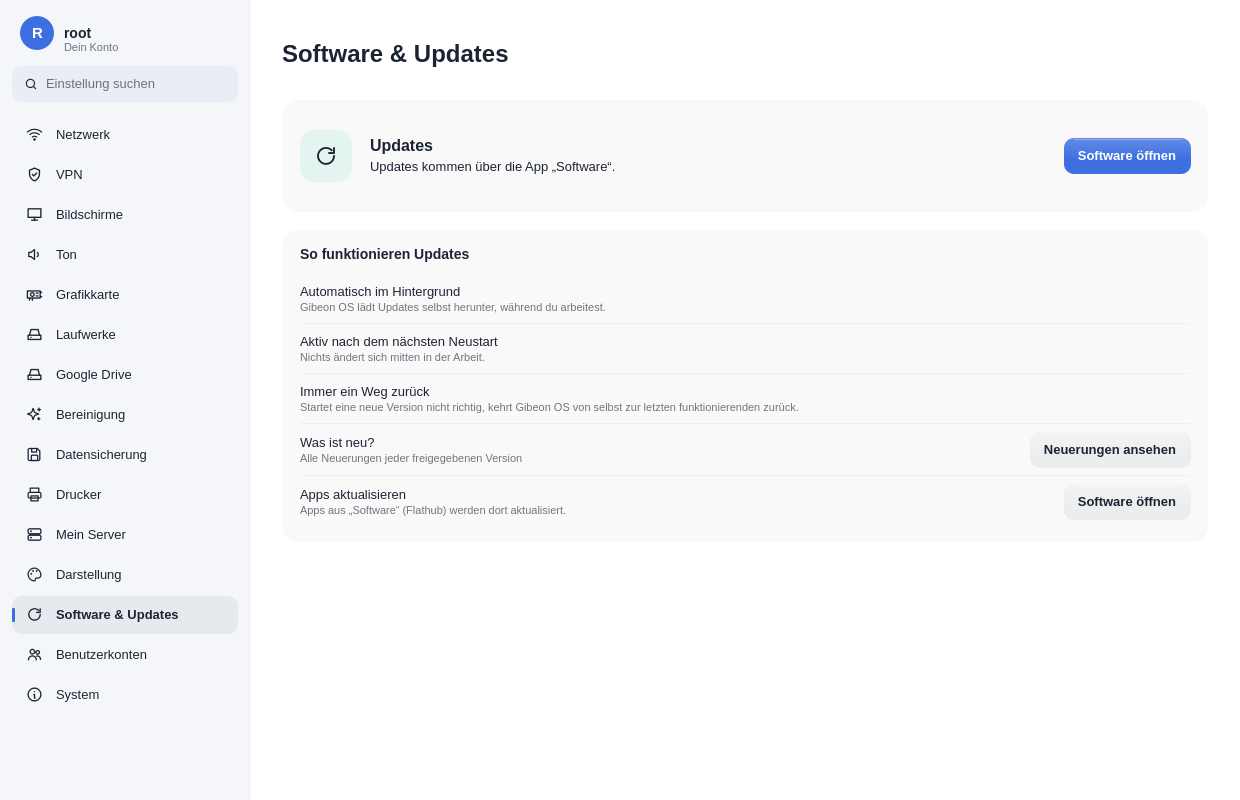 R
root
Dein Konto
Einstellung suchen
Netzwerk
VPN
Bildschirme
Ton
Grafikkarte
Laufwerke
Google Drive
Bereinigung
Datensicherung
Drucker
Mein Server
Darstellung
Software & Updates
Benutzerkonten
System
Software & Updates
Updates
Updates kommen über die App „Software“.
Software öffnen
So funktionieren Updates
Automatisch im Hintergrund
Gibeon OS lädt Updates selbst herunter, während du arbeitest.
Aktiv nach dem nächsten Neustart
Nichts ändert sich mitten in der Arbeit.
Immer ein Weg zurück
Startet eine neue Version nicht richtig, kehrt Gibeon OS von selbst zur letzten funktionierenden zurück.
Was ist neu?
Alle Neuerungen jeder freigegebenen Version
Neuerungen ansehen
Apps aktualisieren
Apps aus „Software“ (Flathub) werden dort aktualisiert.
Software öffnen